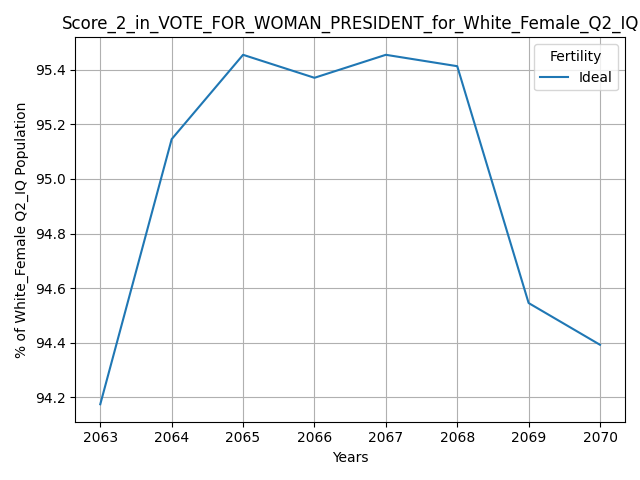 Score_2_in_VOTE_FOR_WOMAN_PRESIDENT_for_White_Female_Q2_IQ
Fertility
Ideal
95.4
95.2
95.0
94.8
94.6
94.4
94.2
% of White_Female Q2_IQ Population
2063 2064 2065 2066 2067 2068 2069 2070
Years